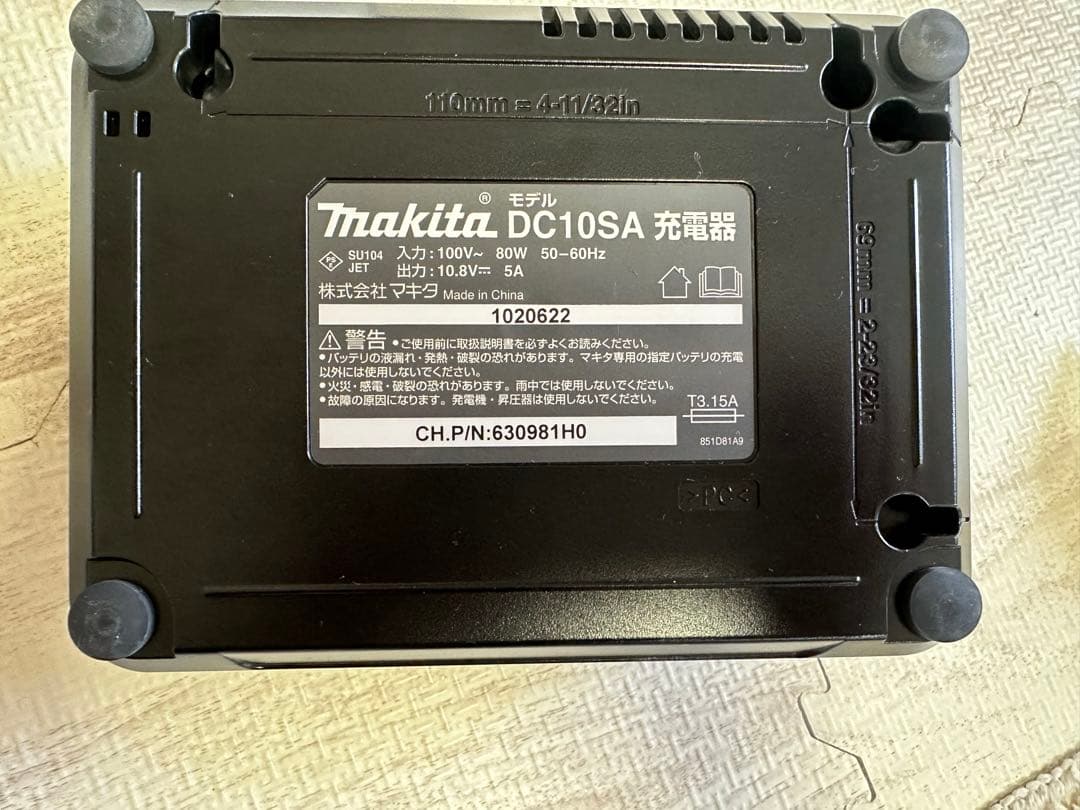 110mm = 4-11/32in
makita® モデル DC10SA 充電器
PS E SU104 JET
入力:100V~ 80W 50-60Hz
出力:10.8V⎓ 5A
株式会社マキタ Made in China
1020622
⚠警告 •ご使用前に取扱説明書を必ずよくお読みください。
•バッテリの液漏れ・発熱・破裂の恐れがあります。マキタ専用の指定バッテリの充電
以外には使用しないでください。
•火災・感電・破裂の恐れがあります。雨中では使用しないでください。
•故障の原因になります。発電機・昇圧器は使用しないでください。
T3.15A
CH.P/N:630981H0
851D81A9
>PC<
69mm = 2-23/32in